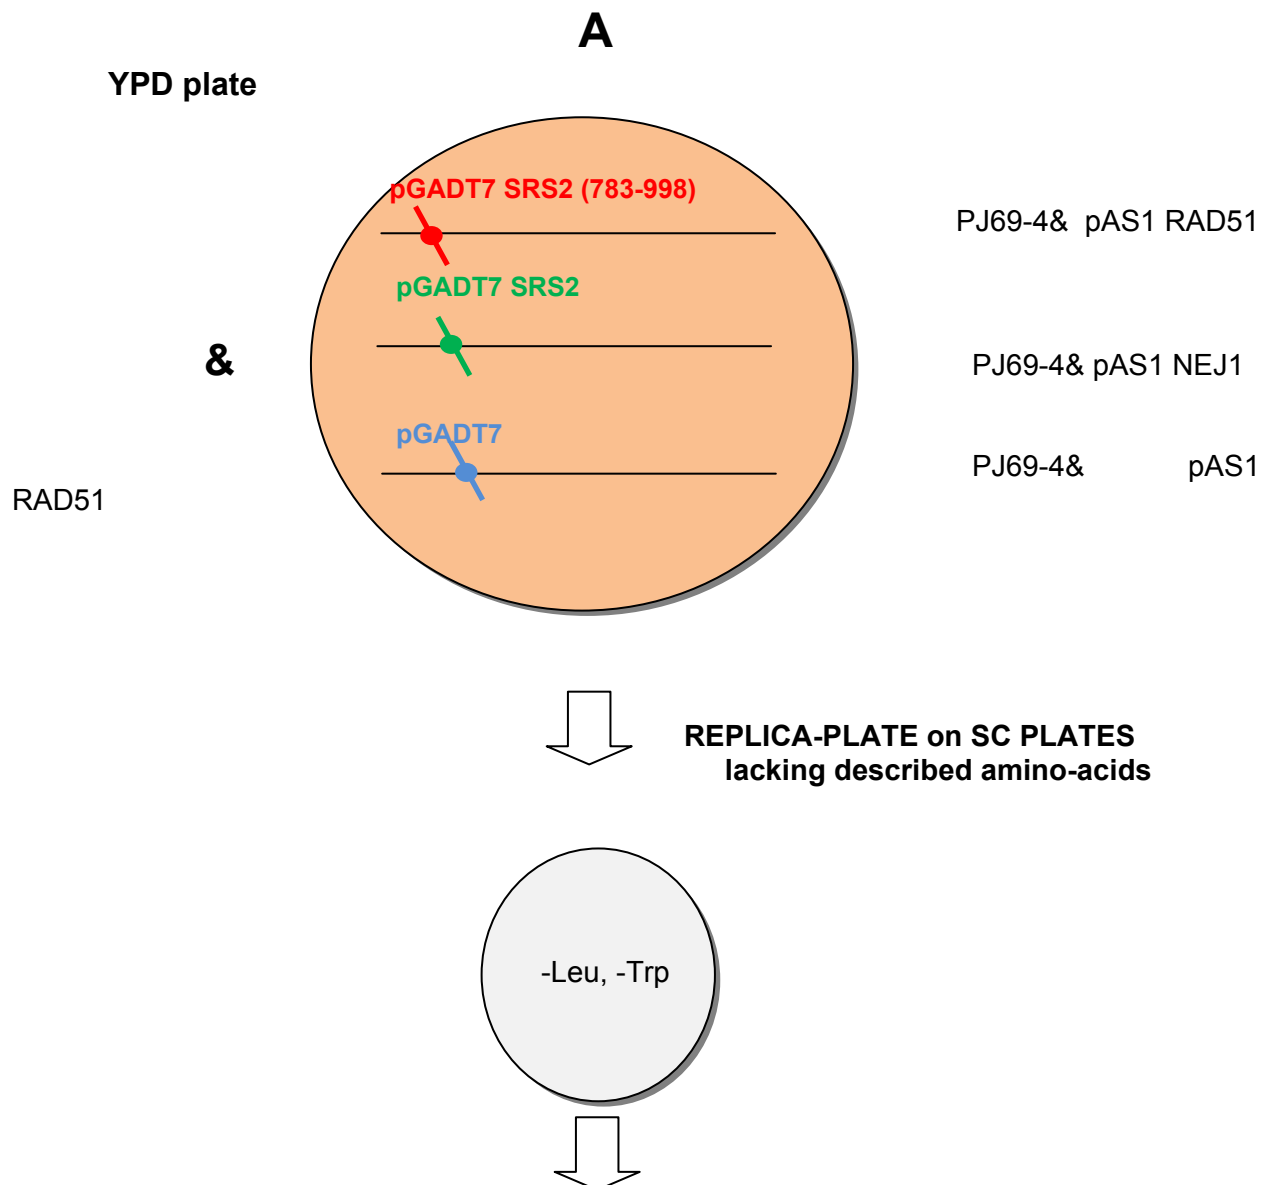 A
YPD plate
pGADT7 SRS2 (783-998)
PJ69-4& pAS1 RAD51
pGADT7 SRS2
&
PJ69-4& pAS1 NEJ1
pGADT7
PJ69-4& pAS1
RAD51
REPLICA-PLATE on SC PLATES
lacking described amino-acids
-Leu, -Trp